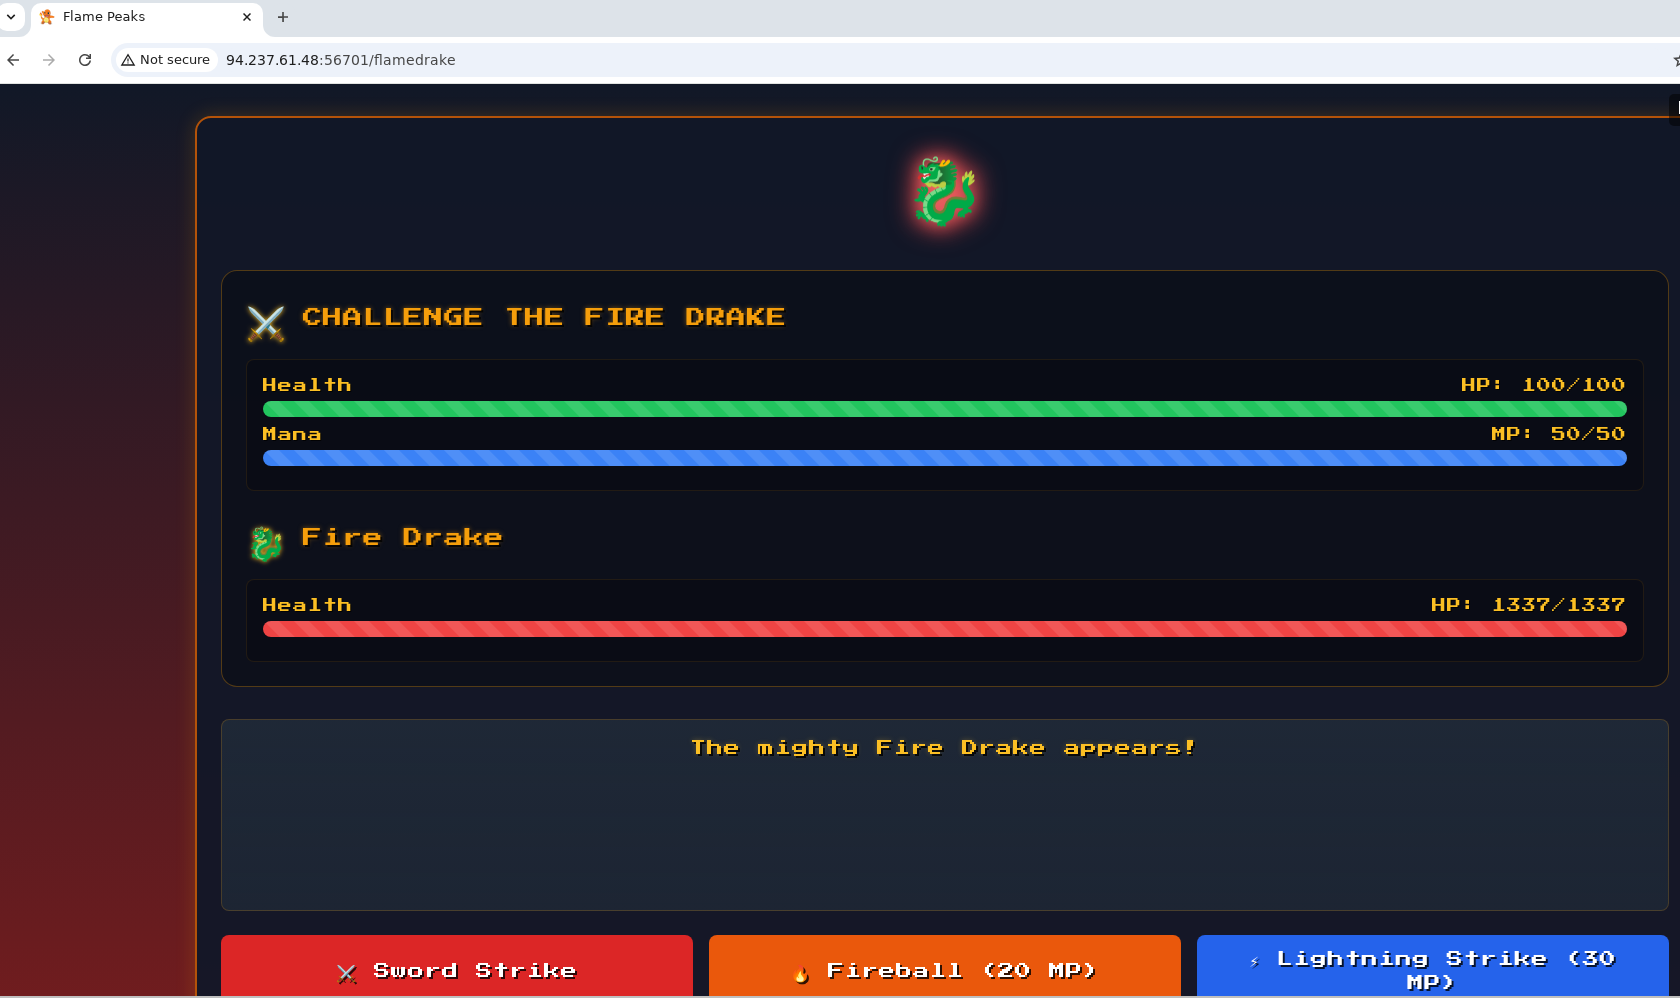 Flame Peaks
Not secure
94.237.61.48:56701/flamedrake
CHALLENGE THE FIRE DRAKE
Health HP: 100/100
Mana MP: 50/50
Fire Drake
Health HP: 1337/1337
The mighty Fire Drake appears!
Sword Strike
Fireball (20 MP)
Lightning Strike (30
MP)